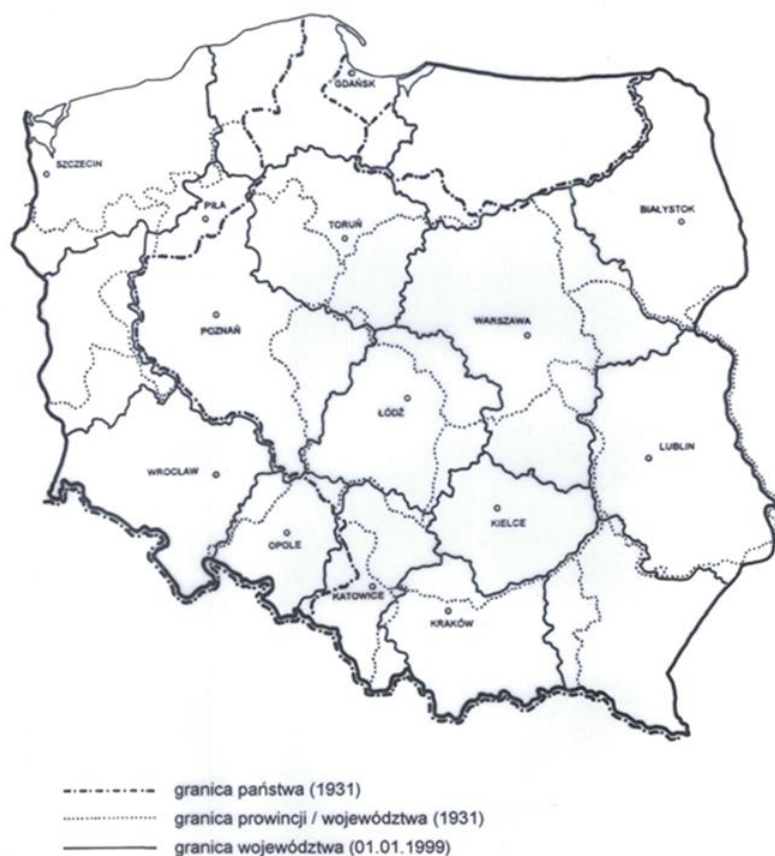 GDAŃSK
SZCZECIN
PIŁA
TORUŃ
BIAŁYSTOK
POZNAŃ
WARSZAWA
ŁÓDŹ
LUBLIN
WROCŁAW
KIELCE
OPOLE
KATOWICE
KRAKÓW
granica państwa (1931)
granica prowincji / województwa (1931)
granica województwa (01.01.1999)